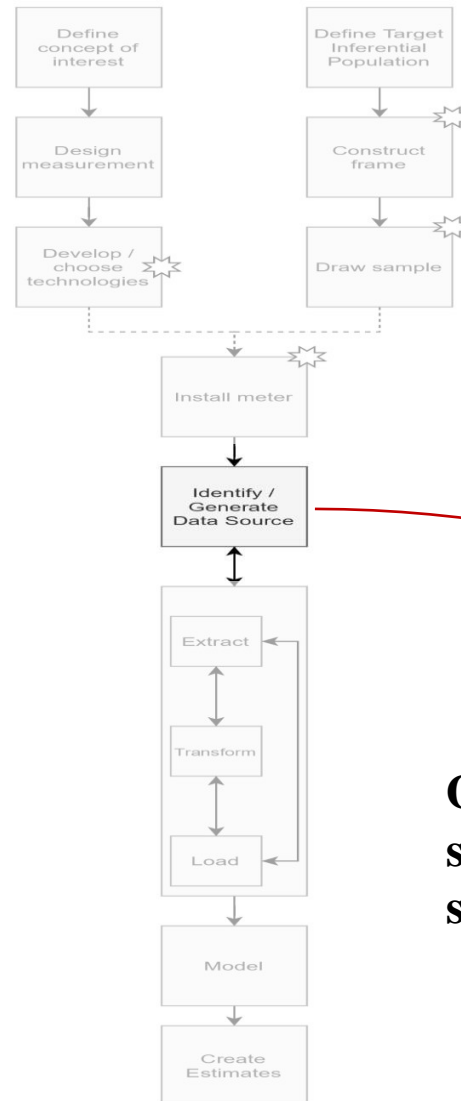 Define
concept of
interest
Define Target
Inferential
Population
Design
measurement
Construct
frame
Develop /
choose
technologies
Draw sample
Install meter
Identify /
Generate
Data Source
Extract
Transform
Load
Model
Create
Estimates